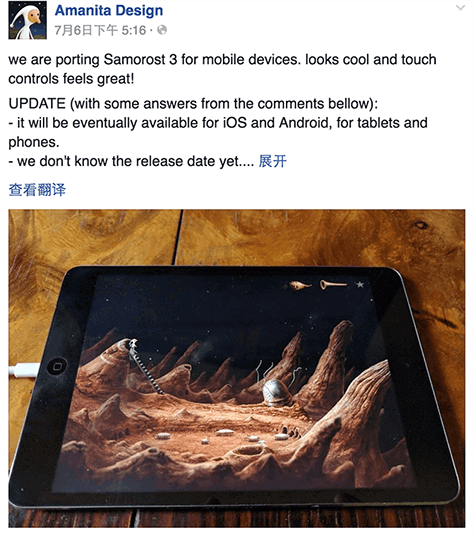 Amanita Design
7月6日下午 5:16 ·
we are porting Samorost 3 for mobile devices. looks cool and touch
controls feels great!
UPDATE (with some answers from the comments bellow):
- it will be eventually available for iOS and Android, for tablets and
phones.
- we don't know the release date yet.... 展开
查看翻译